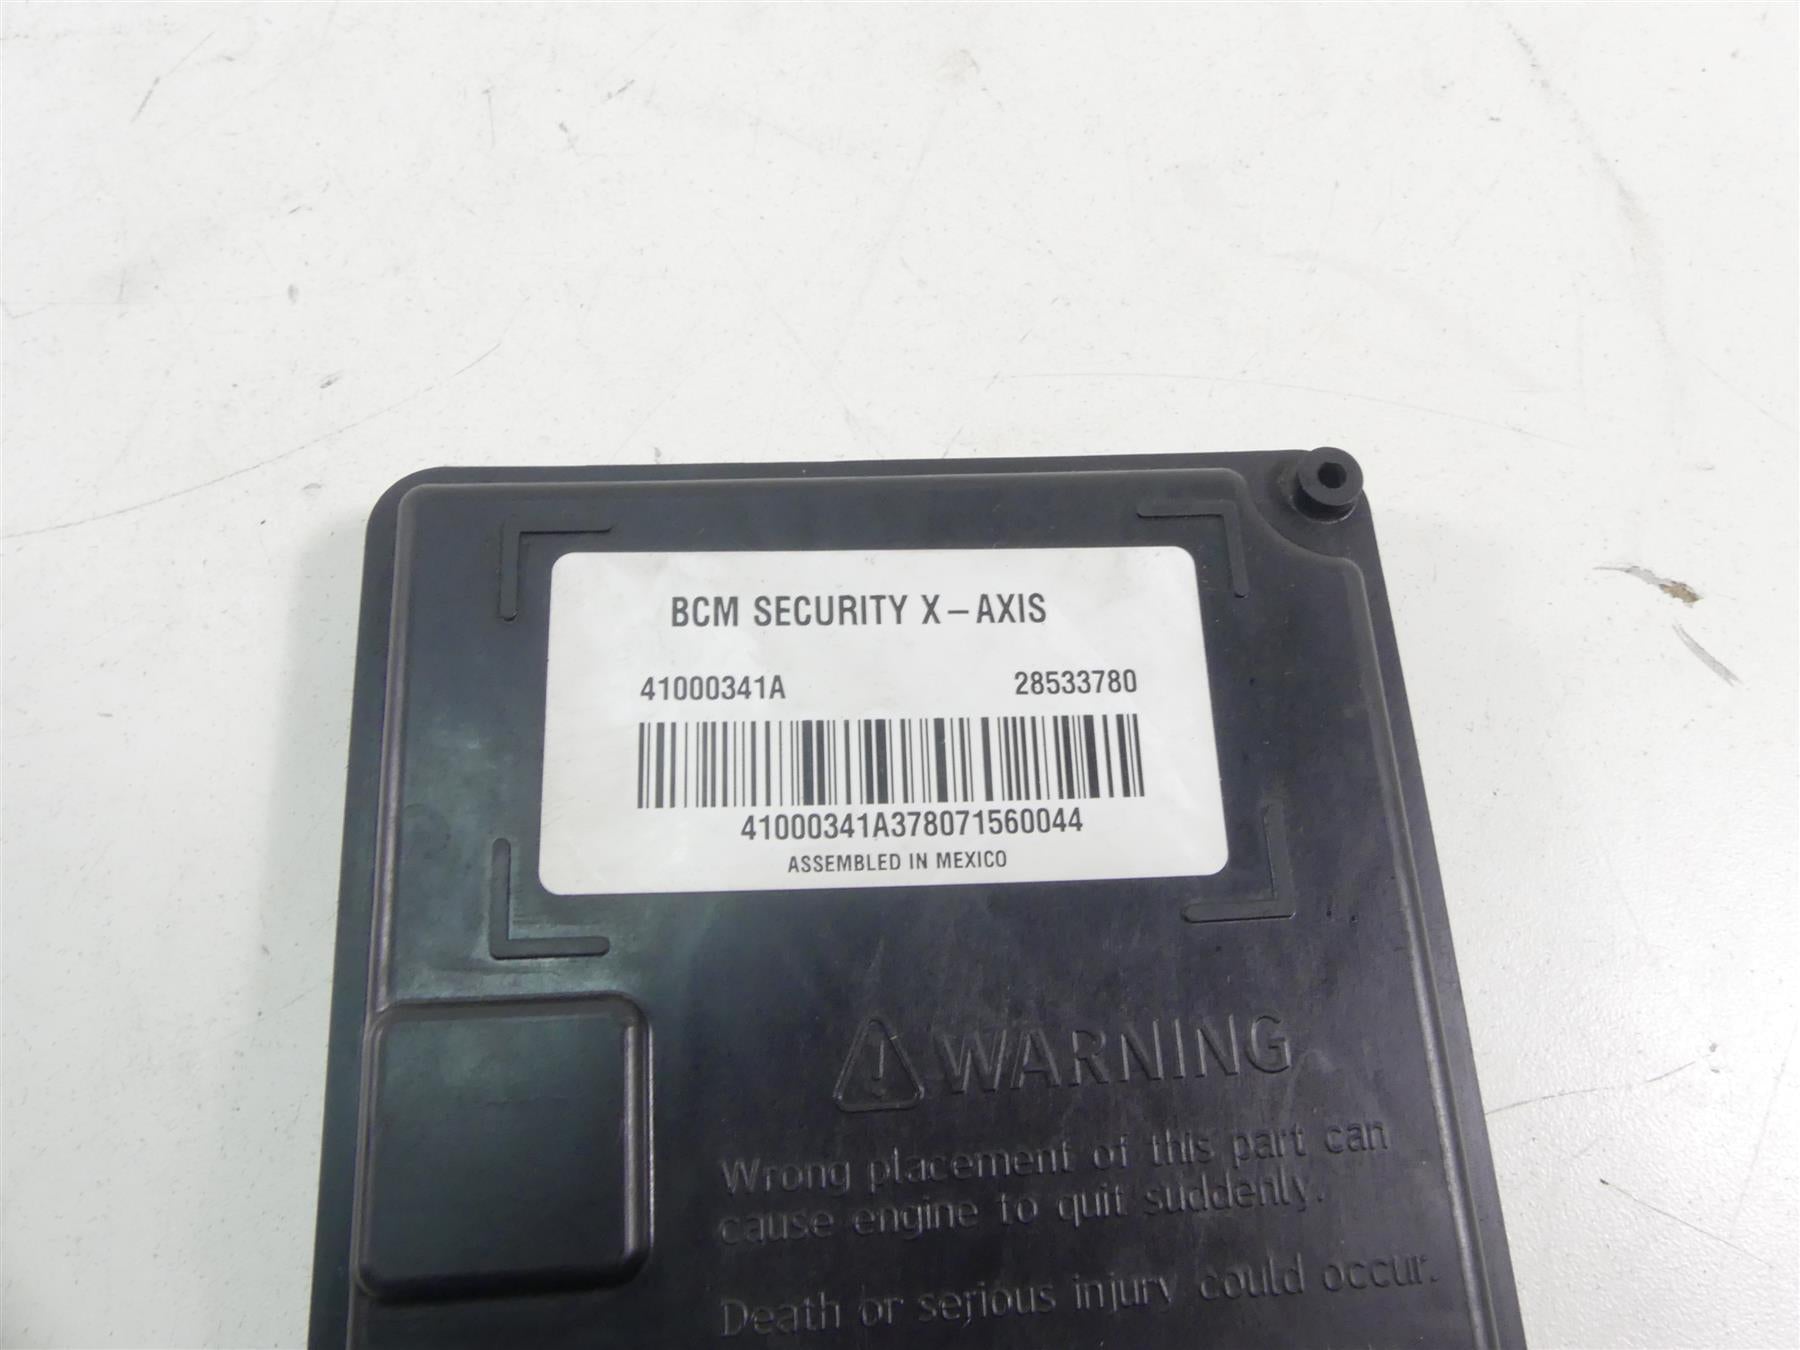 BCM SECURITY X-AXIS
41000341A 28533780
41000341A378071560044
ASSEMBLED IN MEXICO
WARNING
Wrong placement of this part can
cause engine to quit suddenly.
Death or serious injury could occur.